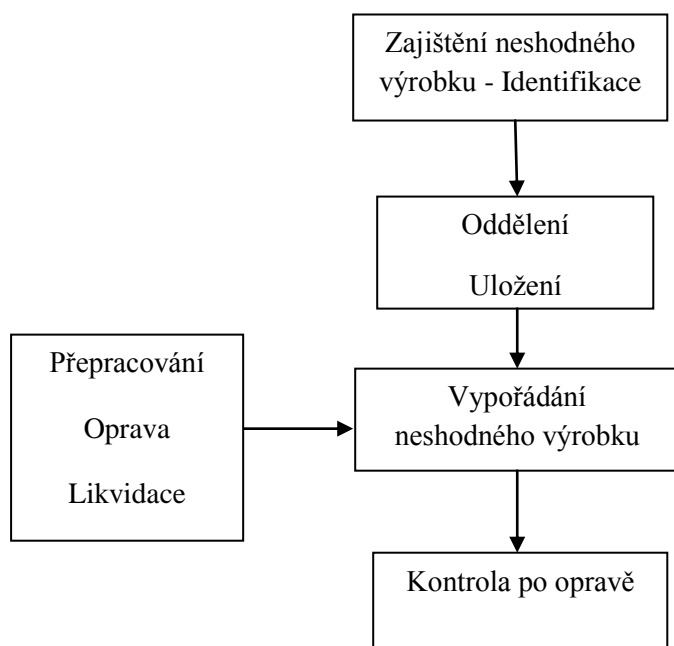 Zajištění neshodného
výrobku - Identifikace
Oddělení
Uložení
Přepracování
Oprava
Likvidace
Vypořádání
neshodného výrobku
Kontrola po opravě